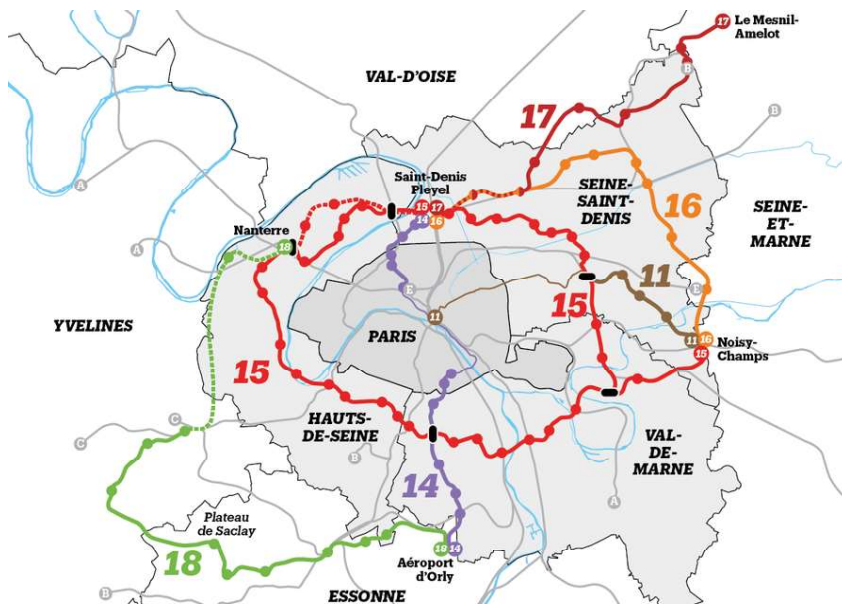 17
Le Mesnil-
Amelot
B
VAL-D'OISE
17
B
A
Saint-Denis
Pleyel
SEINE-
SAINT-
DENIS
16
15
17
14
16
SEINE-
ET-
MARNE
Nanterre
18
A
E
E
11
11
15
PARIS
11
16
Noisy-
Champs
15
YVELINES
15
HAUTS-
DE-SEINE
C
C
B
VAL-
DE-
MARNE
14
A
Plateau
de Saclay
18
18
14
Aéroport
d'Orly
B
ESSONNE